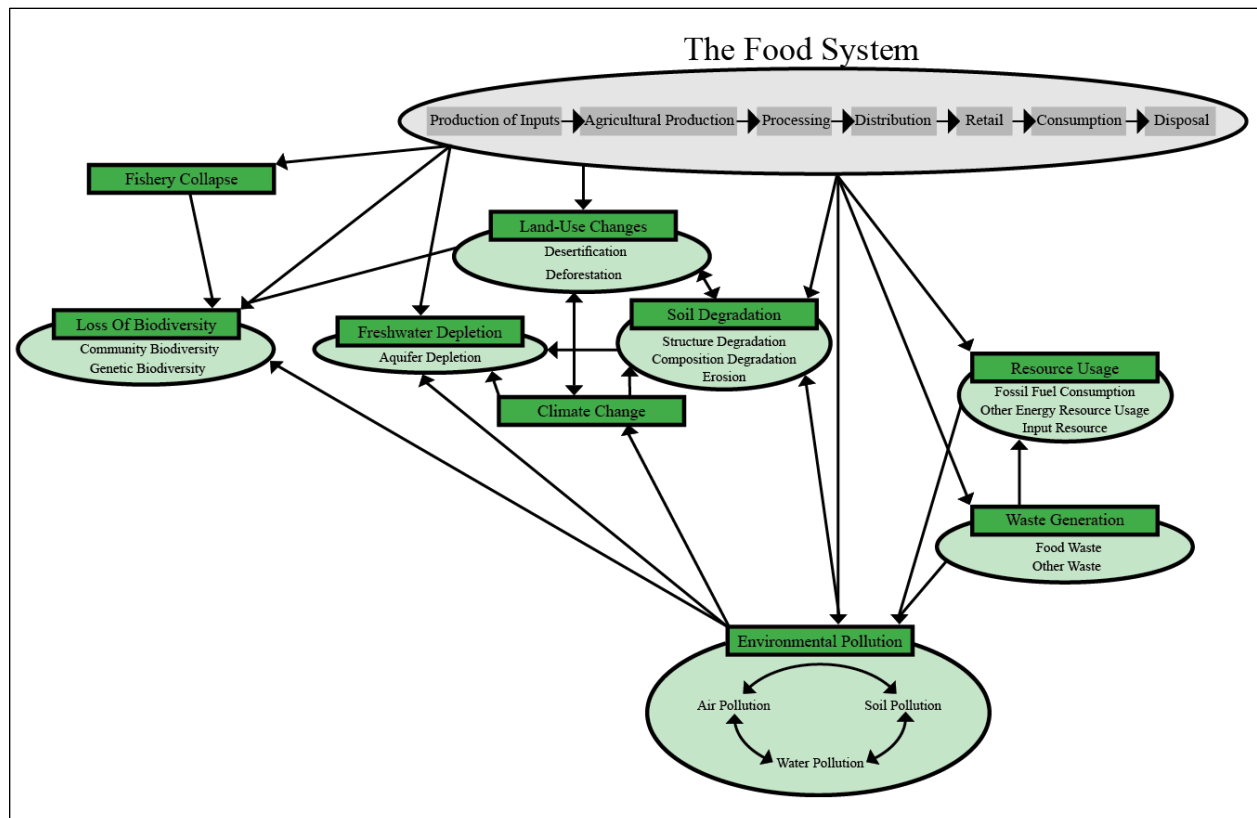 The Food System
Production of Inputs
Agricultural Production
Processing
Distribution
Retail
Consumption
Disposal
Fishery Collapse
Land-Use Changes
Desertification
Deforestation
Loss Of Biodiversity
Community Biodiversity
Genetic Biodiversity
Freshwater Depletion
Aquifer Depletion
Soil Degradation
Structure Degradation
Composition Degradation
Erosion
Climate Change
Resource Usage
Fossil Fuel Consumption
Other Energy Resource Usage
Input Resource
Waste Generation
Food Waste
Other Waste
Environmental Pollution
Air Pollution
Soil Pollution
Water Pollution